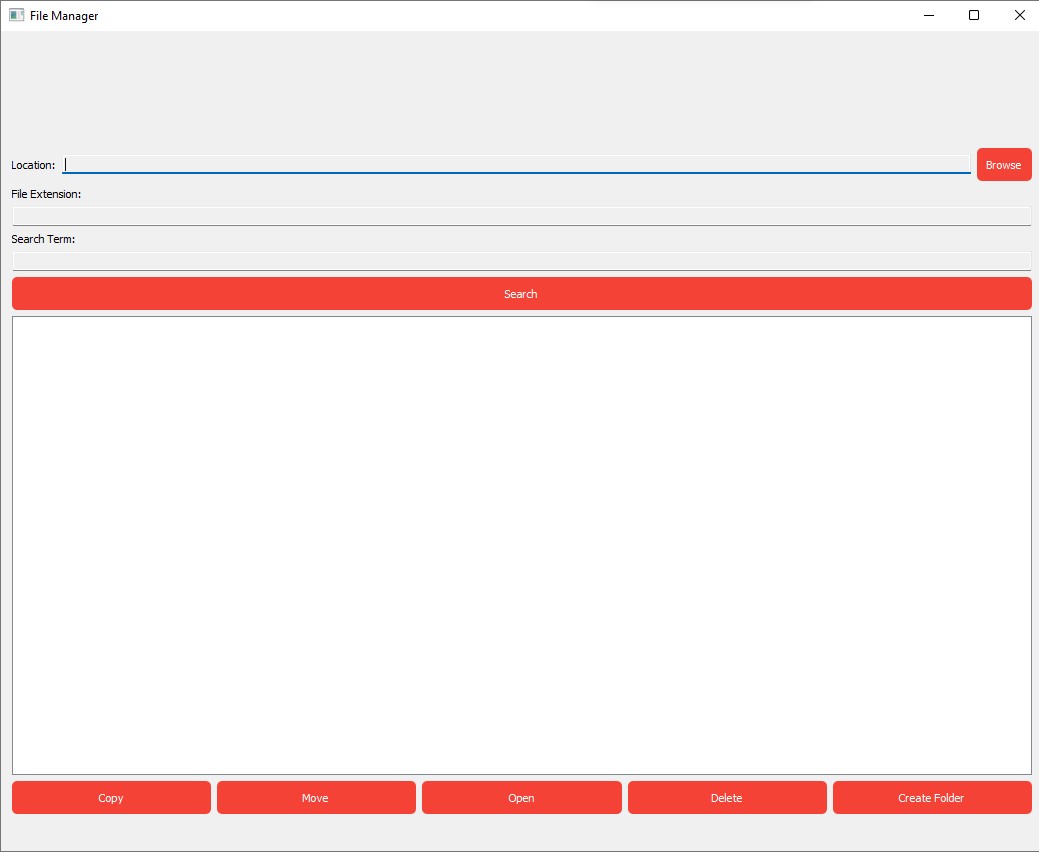 File Manager
Location:
Browse
File Extension:
Search Term:
Search
Copy Move Open Delete Create Folder